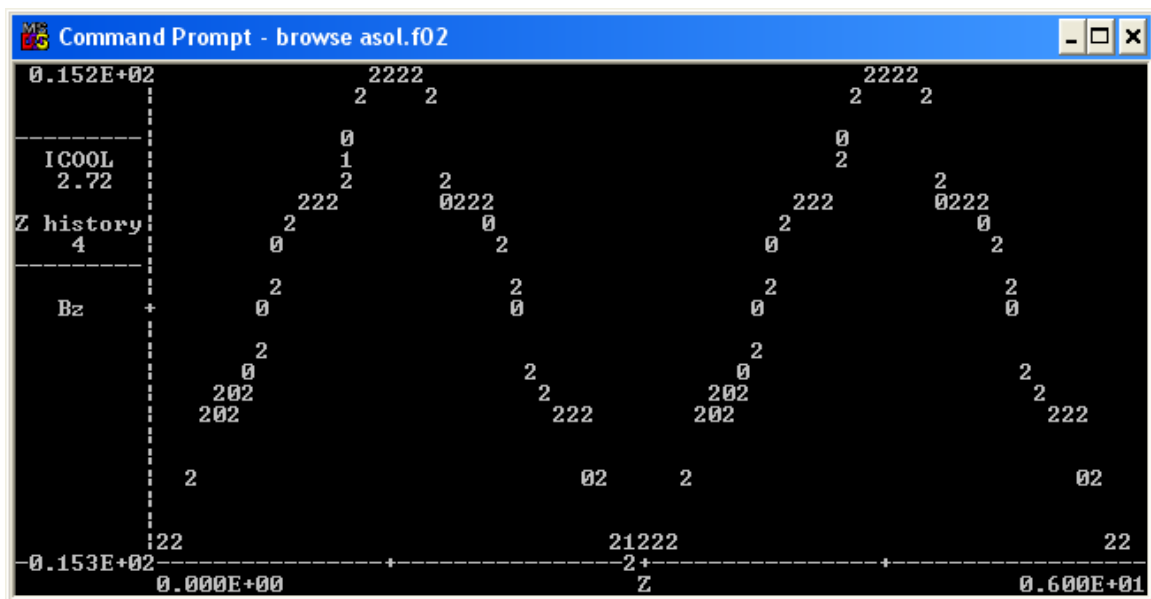 Command Prompt - browse asol.f02
0.152E+02 2222 2222
2 2 2 2
--------- 0 0
ICOOL 1 2
2.72 2 2 2
222 0222 222 0222
Z history 2 0 2 0
4 0 2 0 2
---------
2 2 2 2
Bz + 0 0 0 0
2 2
0 2 0 2
202 2 202 2
202 222 202 222
2 02 2 02
22 21222 22
-0.153E+02----------------+----------------2+----------------+------------------
0.000E+00 Z 0.600E+01